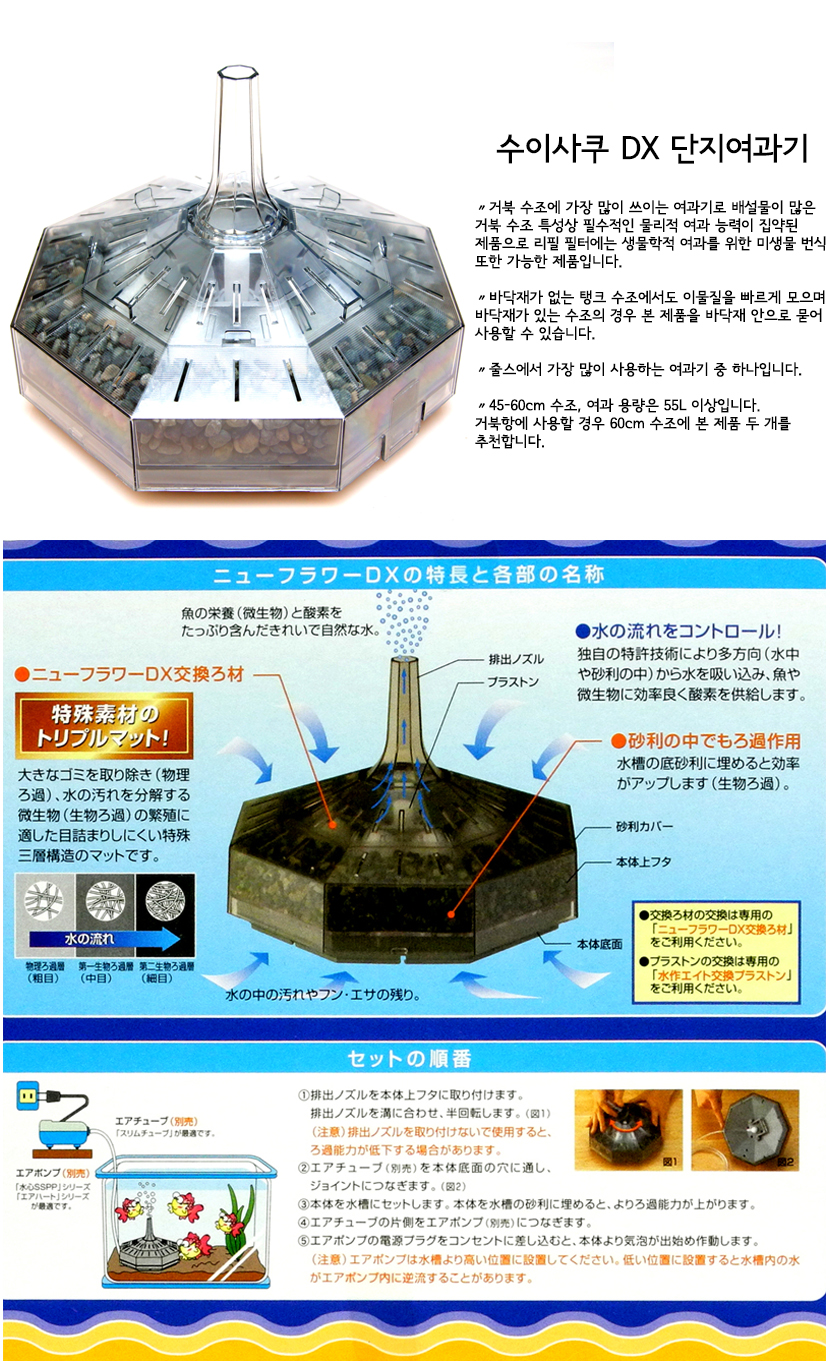 수이사쿠 DX 단지여과기
〃거북 수조에 가장 많이 쓰이는 여과기로 배설물이 많은
거북 수조 특성상 필수적인 물리적 여과 능력이 집약된
제품으로 리필 필터에는 생물학적 여과를 위한 미생물 번식
또한 가능한 제품입니다.
〃바닥재가 없는 탱크 수조에서도 이물질을 빠르게 모으며
바닥재가 있는 수조의 경우 본 제품을 바닥재 안으로 묻어
사용할 수 있습니다.
〃줄스에서 가장 많이 사용하는 여과기 중 하나입니다.
〃45-60cm 수조, 여과 용량은 55L 이상입니다.
거북항에 사용할 경우 60cm 수조에 본 제품 두 개를
추천합니다.
ニューフラワーDXの特長と各部の名称
魚の栄養（微生物）と酸素を
たっぷり含んだきれいで自然な水。
●ニューフラワーDX交換ろ材
特殊素材の
トリプルマット!
大きなゴミを取り除き（物理
ろ過）、水の汚れを分解する
微生物（生物ろ過）の繁殖に
適した目詰まりしにくい特殊
三層構造のマットです。
水の流れ
物理ろ過層
（粗目）
第一生物ろ過層
（中目）
第二生物ろ過層
（細目）
排出ノズル
プラストン
●水の流れをコントロール!
独自の特許技術により多方向（水中
や砂利の中）から水を吸い込み、魚や
微生物に効率良く酸素を供給します。
●砂利の中でもろ過作用
水槽の底砂利に埋めると効率
がアップします（生物ろ過）。
砂利カバー
本体上フタ
本体底面
水の中の汚れやフン・エサの残り。
●交換ろ材の交換は専用の
「ニューフラワーDX交換ろ材」
をご利用ください。
●プラストンの交換は専用の
「水作エイト交換プラストン」
をご利用ください。
セットの順番
エアチューブ（別売）
「スリムチューブ」が最適です。
エアポンプ（別売）
「水心SSPP」シリーズ
「エアハート」シリーズ
が最適です。
①排出ノズルを本体上フタに取り付けます。
排出ノズルを溝に合わせ、半回転します。（図1）
（注意）排出ノズルを取り付けないで使用すると、
ろ過能力が低下する場合があります。
②エアチューブ（別売）を本体底面の穴に通し、
ジョイントにつなぎます。（図2）
③本体を水槽にセットします。本体を水槽の砂利に埋めると、よりろ過能力が上がります。
④エアチューブの片側をエアポンプ（別売）につなぎます。
⑤エアポンプの電源プラグをコンセントに差し込むと、本体より気泡が出始め作動します。
（注意）エアポンプは水槽より高い位置に設置してください。低い位置に設置すると水槽内の水
がエアポンプ内に逆流することがあります。
図1
図2